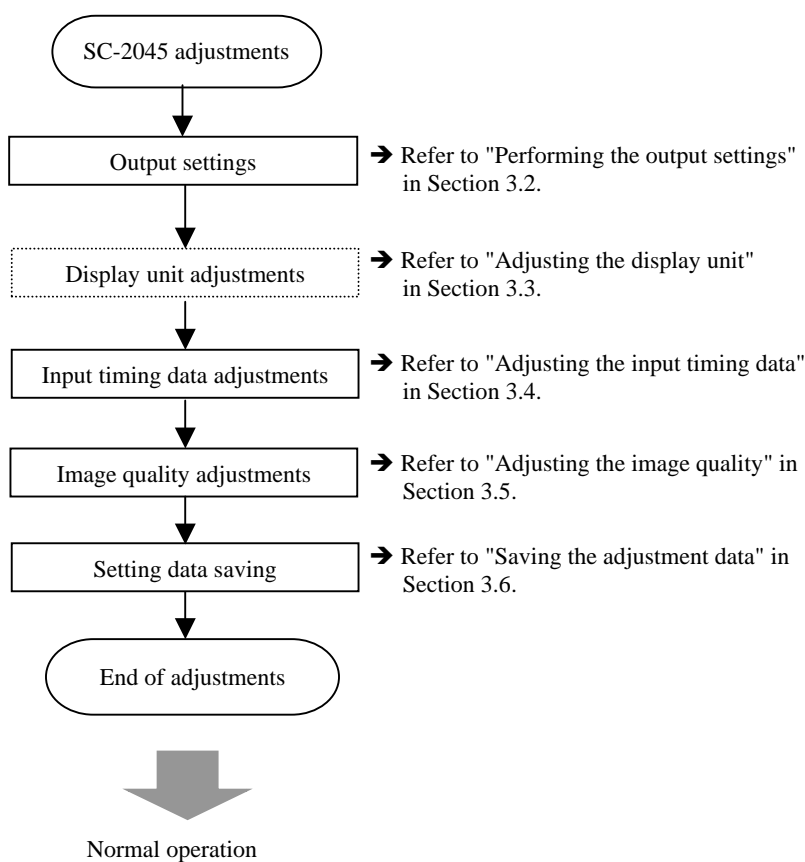 SC-2045 adjustments
Output settings
➔ Refer to "Performing the output settings"
in Section 3.2.
Display unit adjustments
➔ Refer to "Adjusting the display unit"
in Section 3.3.
Input timing data adjustments
➔ Refer to "Adjusting the input timing data"
in Section 3.4.
Image quality adjustments
➔ Refer to "Adjusting the image quality" in
Section 3.5.
Setting data saving
➔ Refer to "Saving the adjustment data" in
Section 3.6.
End of adjustments
Normal operation